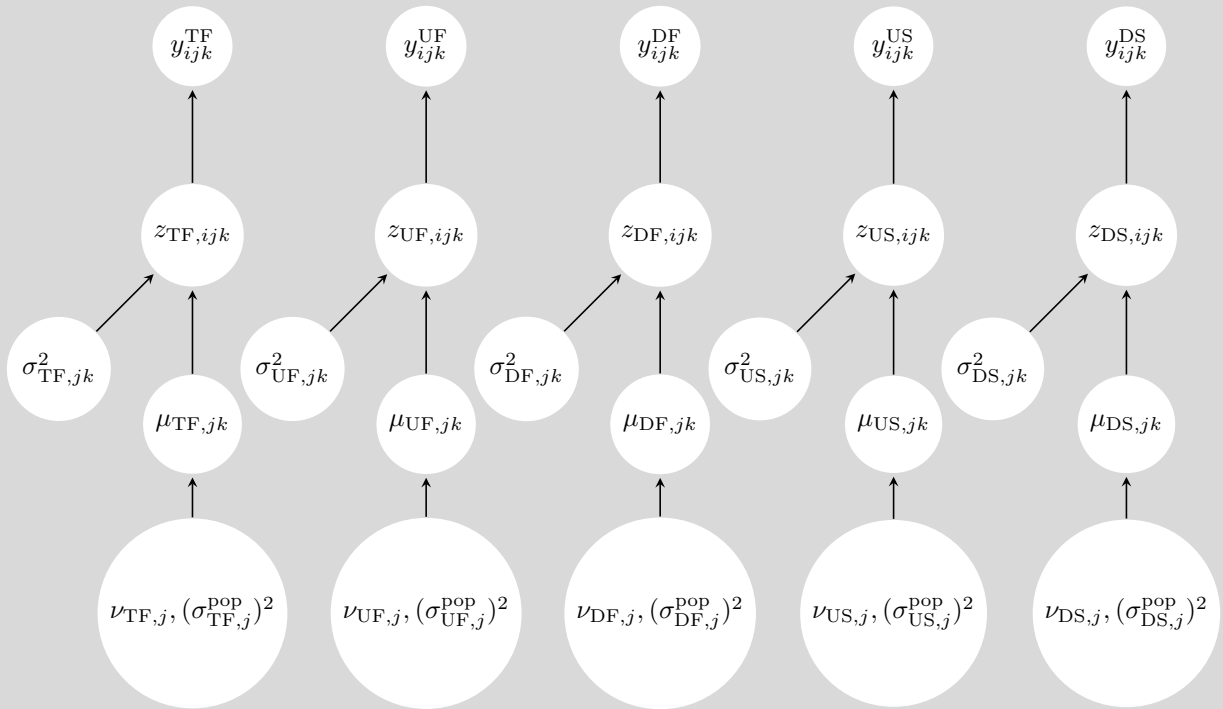 y_{ijk}^{TF} y_{ijk}^{UF} y_{ijk}^{DF} y_{ijk}^{US} y_{ijk}^{DS}
z_{TF,ijk} z_{UF,ijk} z_{DF,ijk} z_{US,ijk} z_{DS,ijk}
σ^2_{TF,jk} σ^2_{UF,jk} σ^2_{DF,jk} σ^2_{US,jk} σ^2_{DS,jk}
μ_{TF,jk} μ_{UF,jk} μ_{DF,jk} μ_{US,jk} μ_{DS,jk}
ν_{TF,j}, (σ^{pop}_{TF,j})^2 ν_{UF,j}, (σ^{pop}_{UF,j})^2 ν_{DF,j}, (σ^{pop}_{DF,j})^2 ν_{US,j}, (σ^{pop}_{US,j})^2 ν_{DS,j}, (σ^{pop}_{DS,j})^2